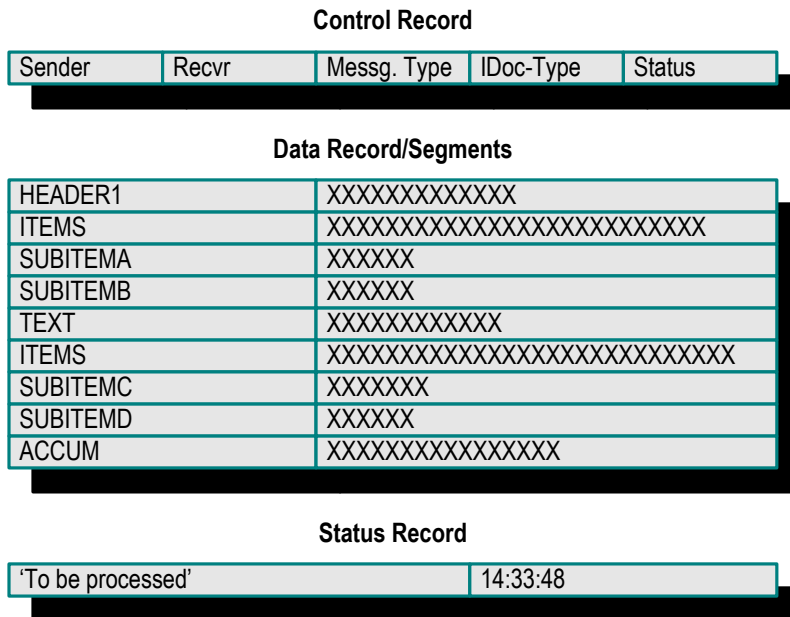 Control Record
Sender Recvr Messg. Type IDoc-Type Status
Data Record/Segments
HEADER1 XXXXXXXXXXXXX
ITEMS XXXXXXXXXXXXXXXXXXXXXXXXXX
SUBITEMA XXXXXX
SUBITEMB XXXXXX
TEXT XXXXXXXXXXXX
ITEMS XXXXXXXXXXXXXXXXXXXXXXXXXXXX
SUBITEMC XXXXXXX
SUBITEMD XXXXXX
ACCUM XXXXXXXXXXXXXXXX
Status Record
‘To be processed’ 14:33:48